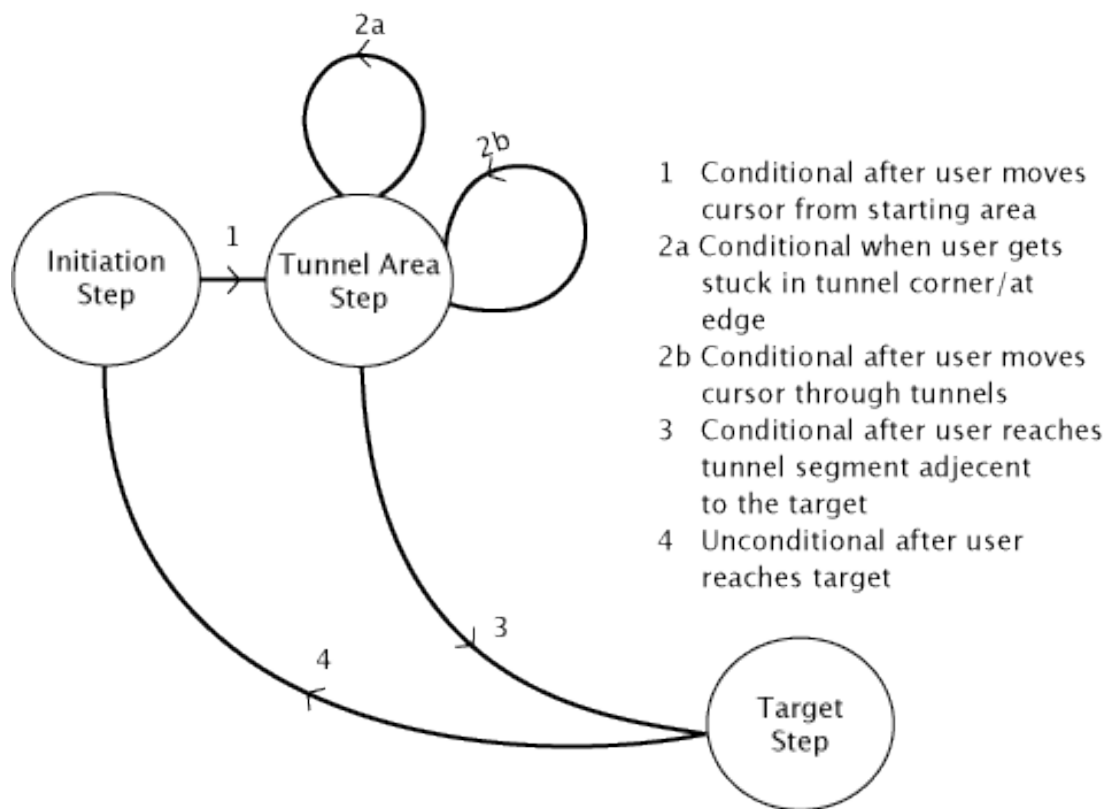 2a
2b
1
Initiation
Step
Tunnel Area
Step
3
4
Target
Step
1 Conditional after user moves
cursor from starting area
2a Conditional when user gets
stuck in tunnel corner/at
edge
2b Conditional after user moves
cursor through tunnels
3 Conditional after user reaches
tunnel segment adjecent
to the target
4 Unconditional after user
reaches target